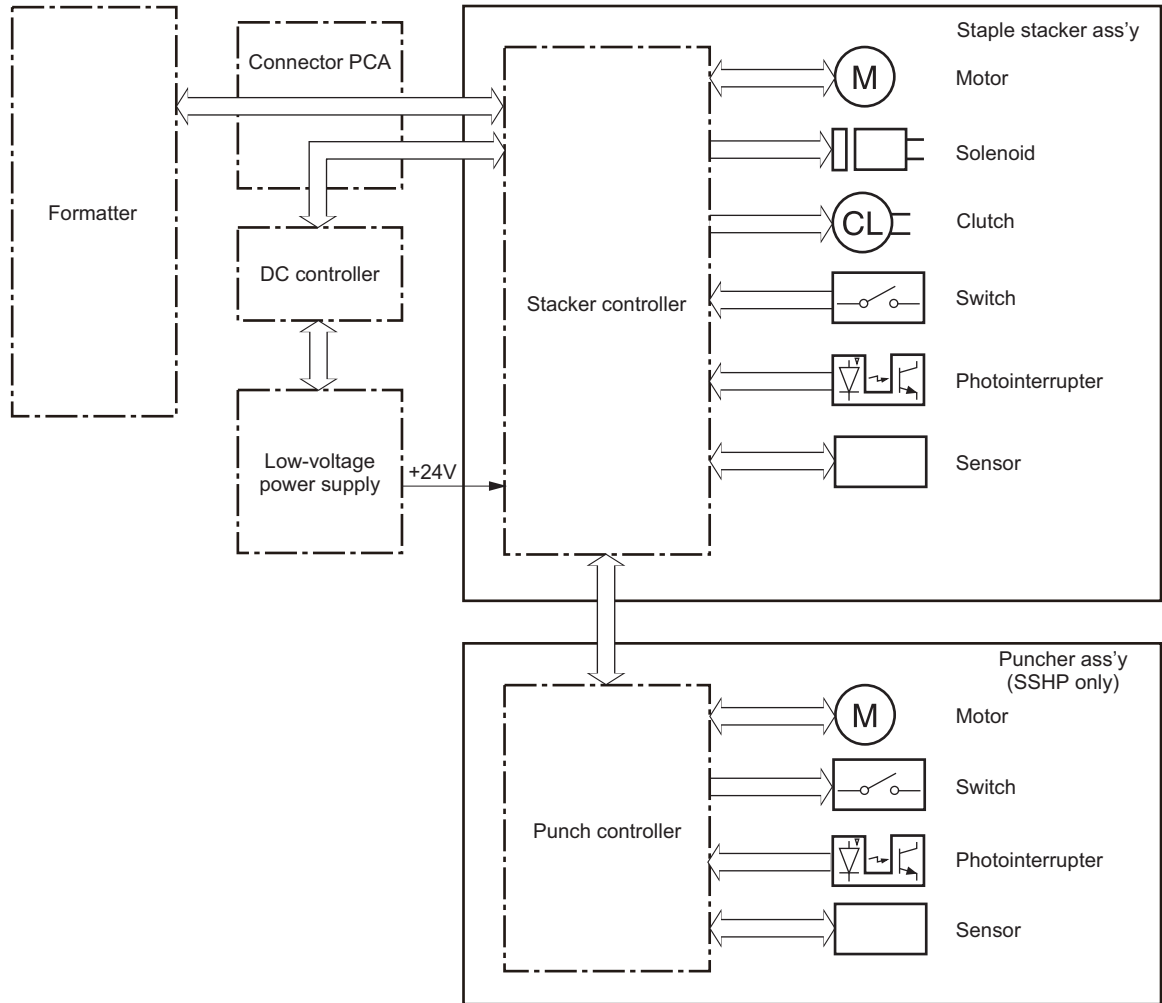 Staple stacker ass'y
Connector PCA
Formatter
DC controller
Low-voltage
power supply
+24V
Stacker controller
M
Motor
Solenoid
CL
Clutch
Switch
Photointerrupter
Sensor
Puncher ass'y
(SSHP only)
Punch controller
M
Motor
Switch
Photointerrupter
Sensor